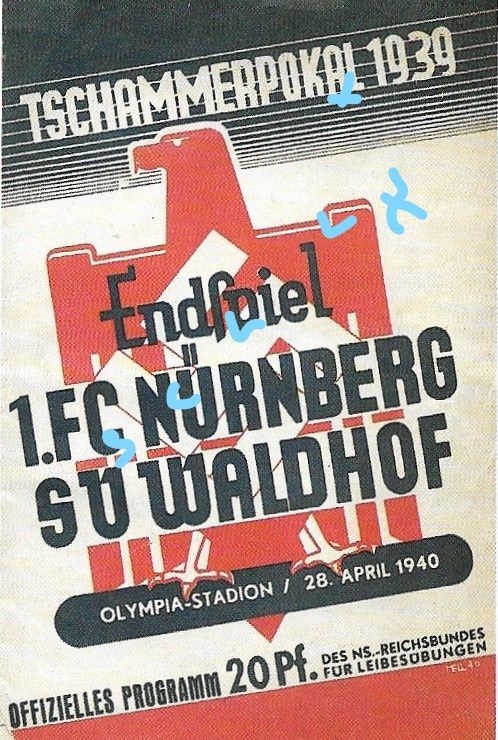 TSCHAMMERPOKAL 1939
Endſpiel
1.FC NÜRNBERG
SV WALDHOF
OLYMPIA-STADION / 28. APRIL 1940
OFFIZIELLES PROGRAMM 20 Pf. DES NS.-REICHSBUNDES
FÜR LEIBESÜBUNGEN